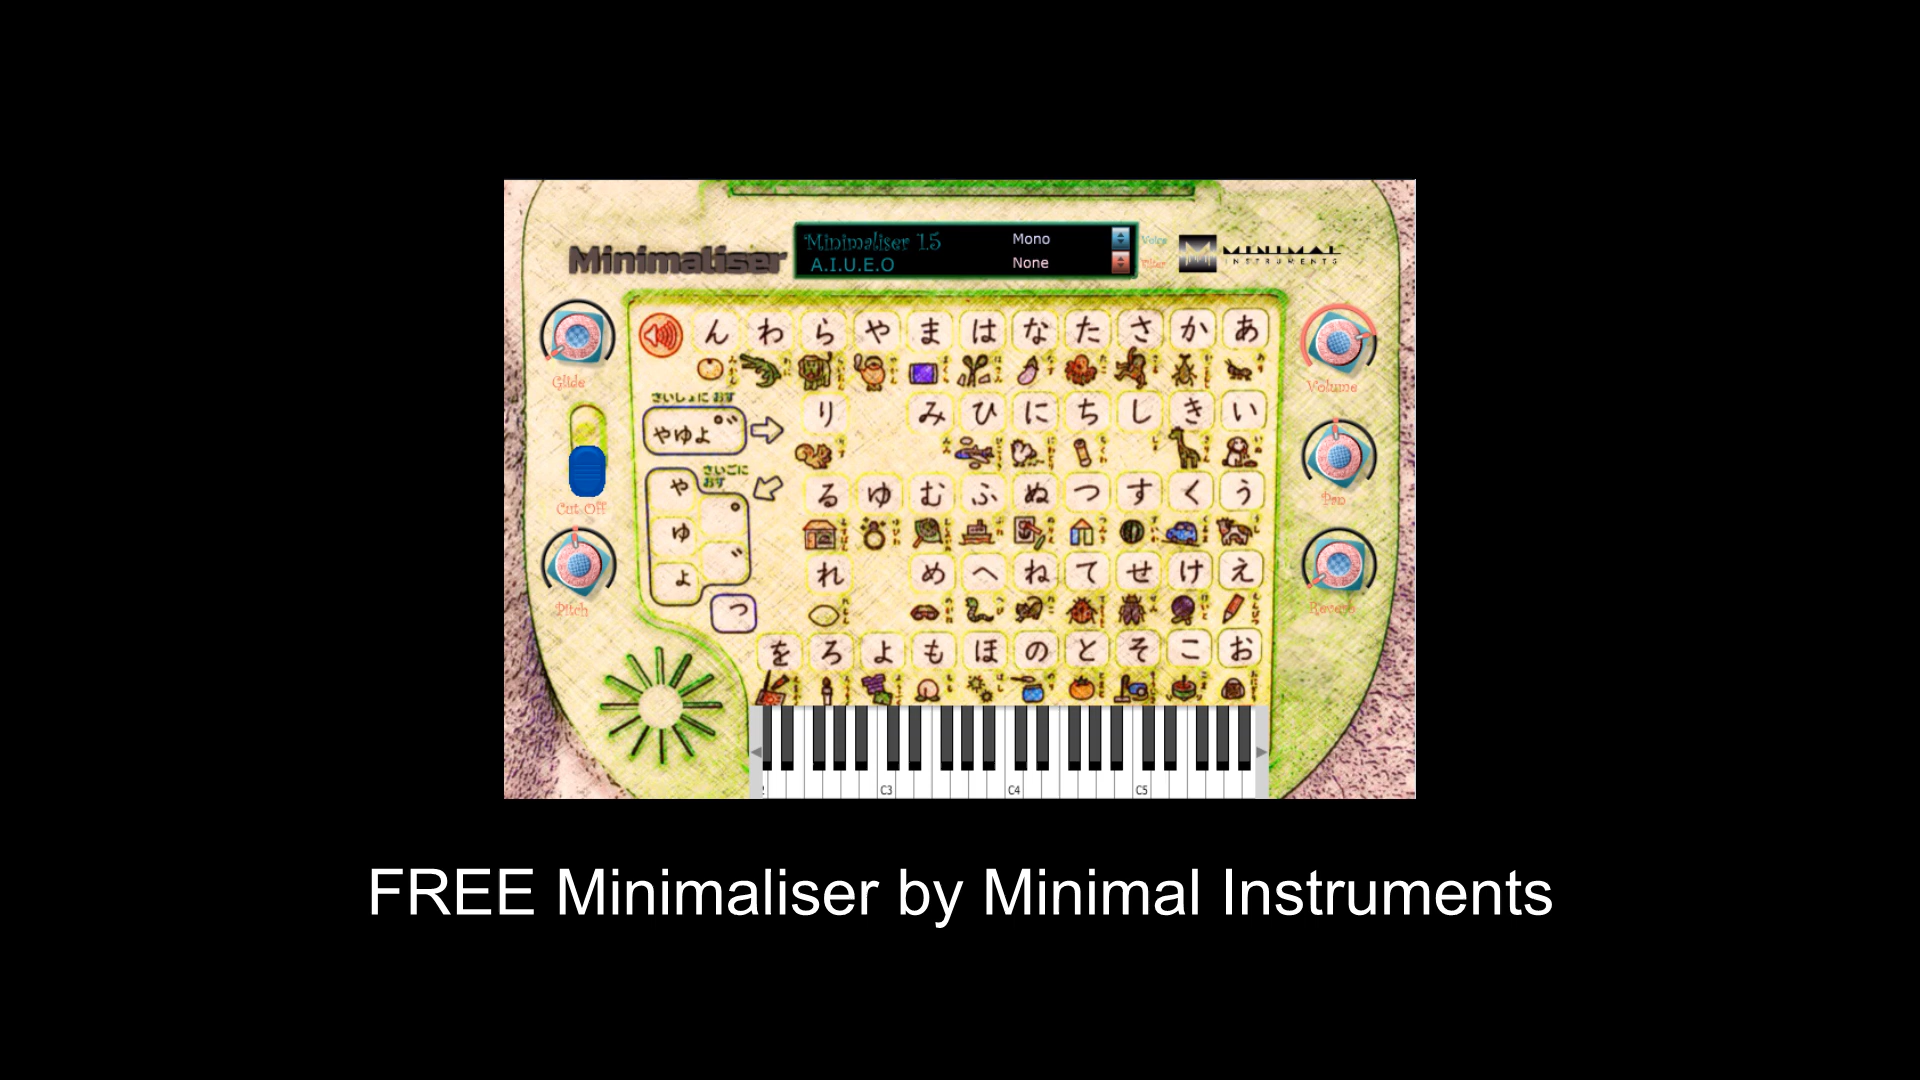 Minimaliser
Minimaliser 1.5
A.I.U.E.O
Mono
None
Voice
Filter
MINIMAL
INSTRUMENTS
Glide
Cut Off
Pitch
Volume
Pan
Reverb
ん わ ら や ま は な た さ か あ
さいしょに おす
り み ひ に ち し き い
やゆよ ゜゛
さいごに
おす
る ゆ む ふ ぬ つ す く う
や
ゆ
よ
゜
゛
っ
れ め へ ね て せ け え
を ろ よ も ほ の と そ こ お
C3 C4 C5
FREE Minimaliser by Minimal Instruments